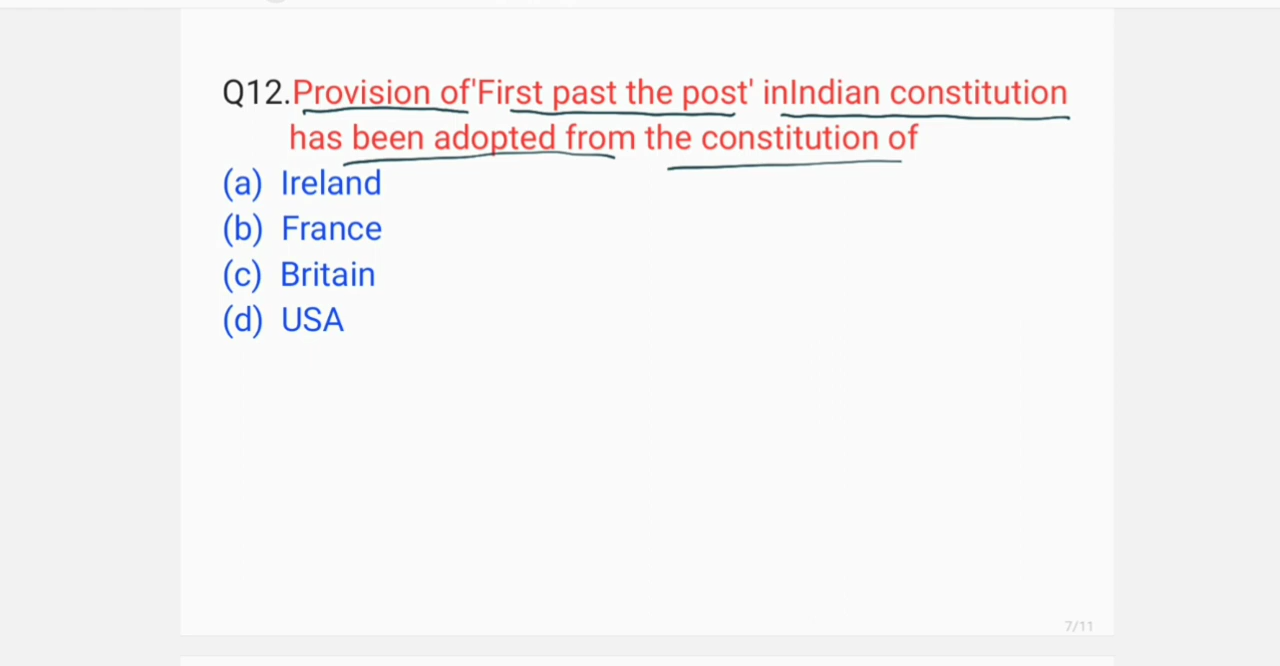 Q12.Provision of'First past the post' inIndian constitution
has been adopted from the constitution of
(a) Ireland
(b) France
(c) Britain
(d) USA
7/11